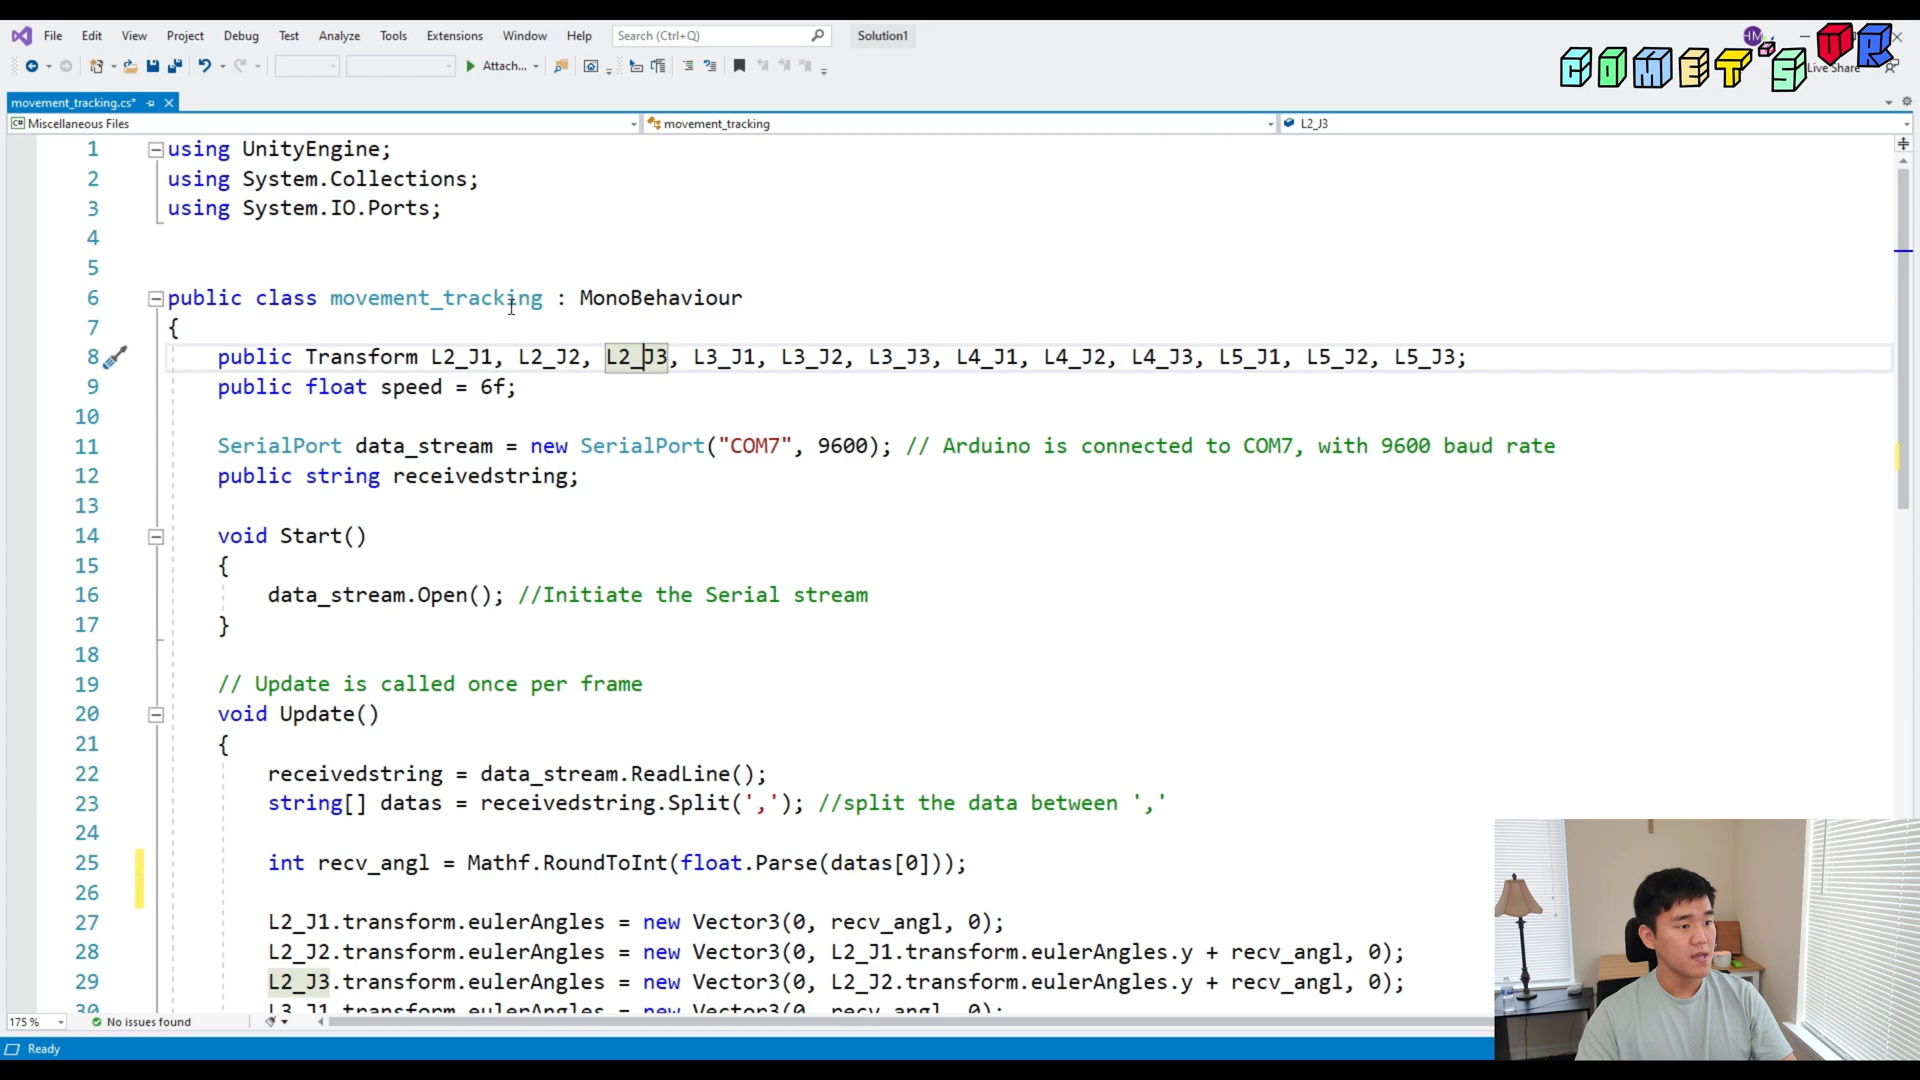 File Edit View Project Debug Test Analyze Tools Extensions Window Help Search (Ctrl+Q) Solution1
COMET'S VR
Attach...
Live Share
movement_tracking.cs*
Miscellaneous Files movement_tracking L2_J3
1 using UnityEngine;
2 using System.Collections;
3 using System.IO.Ports;
4
5
6 public class movement_tracking : MonoBehaviour
7 {
8 public Transform L2_J1, L2_J2, L2_J3, L3_J1, L3_J2, L3_J3, L4_J1, L4_J2, L4_J3, L5_J1, L5_J2, L5_J3;
9 public float speed = 6f;
10
11 SerialPort data_stream = new SerialPort("COM7", 9600); // Arduino is connected to COM7, with 9600 baud rate
12 public string receivedstring;
13
14 void Start()
15 {
16 data_stream.Open(); //Initiate the Serial stream
17 }
18
19 // Update is called once per frame
20 void Update()
21 {
22 receivedstring = data_stream.ReadLine();
23 string[] datas = receivedstring.Split(','); //split the data between ','
24
25 int recv_angl = Mathf.RoundToInt(float.Parse(datas[0]));
26
27 L2_J1.transform.eulerAngles = new Vector3(0, recv_angl, 0);
28 L2_J2.transform.eulerAngles = new Vector3(0, L2_J1.transform.eulerAngles.y + recv_angl, 0);
29 L2_J3.transform.eulerAngles = new Vector3(0, L2_J2.transform.eulerAngles.y + recv_angl, 0);
30 L3_J1.transform.eulerAngles = new Vector3(0, recv_angl, 0);
175 % No issues found
Ready